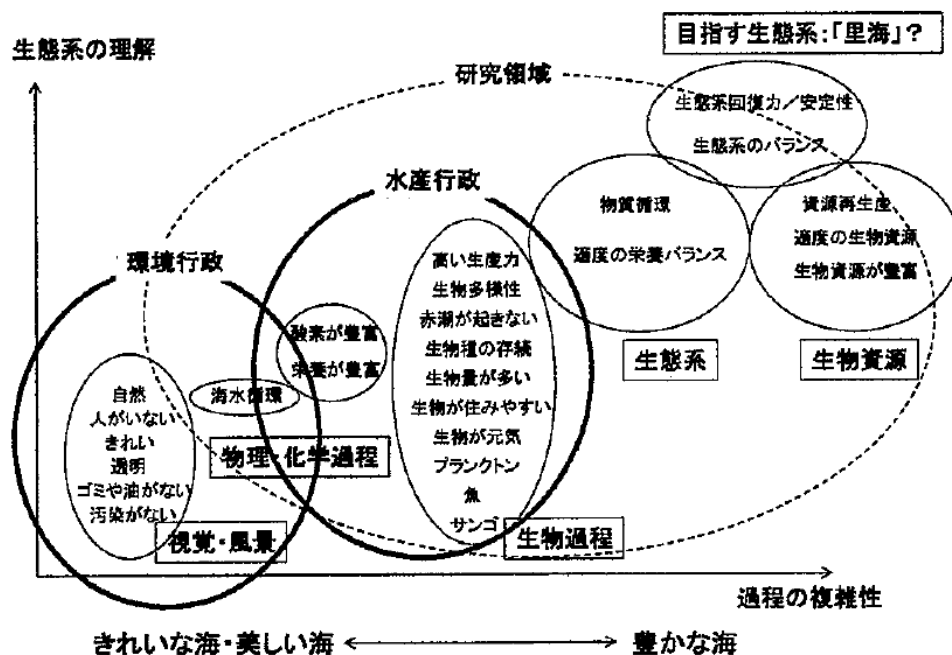 目指す生態系:「里海」?
生態系の理解
研究領域
生態系回復力/安定性
生態系のバランス
水産行政
物質循環
適度の栄養バランス
資源再生産
適度の生物資源
生物資源が豊富
環境行政
高い生産力
生物多様性
赤潮が起きない
生物種の存続
生物量が多い
生物が住みやすい
生物が元気
プランクトン
魚
サンゴ
酸素が豊富
栄養が豊富
生態系
生物資源
海水循環
自然
人がいない
きれい
透明
ゴミや油がない
汚染がない
物理・化学過程
視覚・風景
生物過程
過程の複雑性
きれいな海・美しい海
豊かな海